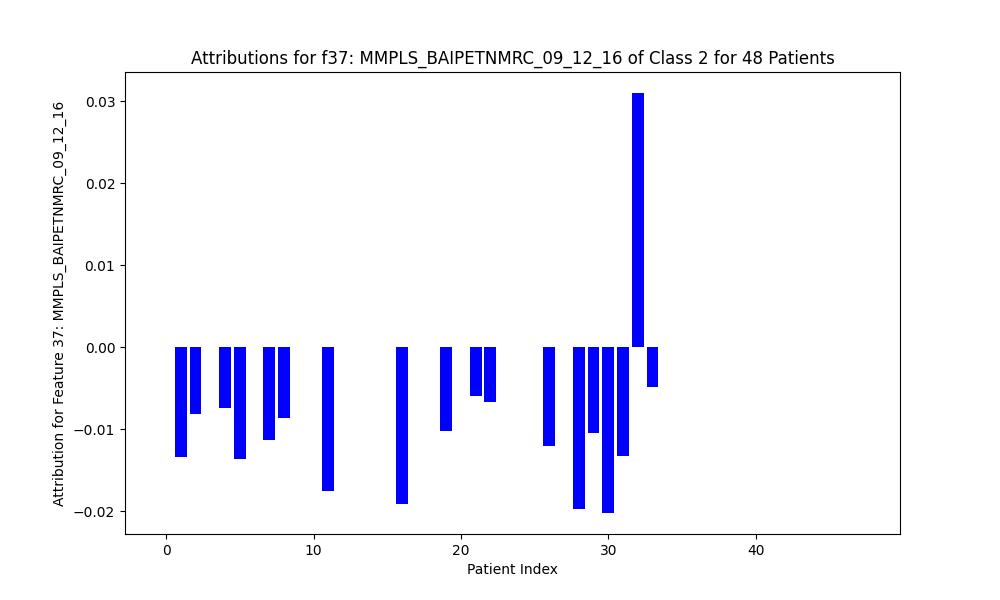 Attributions for f37: MMPLS_BAIPETNMRC_09_12_16 of Class 2 for 48 Patients
Attribution for Feature 37: MMPLS_BAIPETNMRC_09_12_16
0.03
0.02
0.01
0.00
−0.01
−0.02
0 10 20 30 40
Patient Index